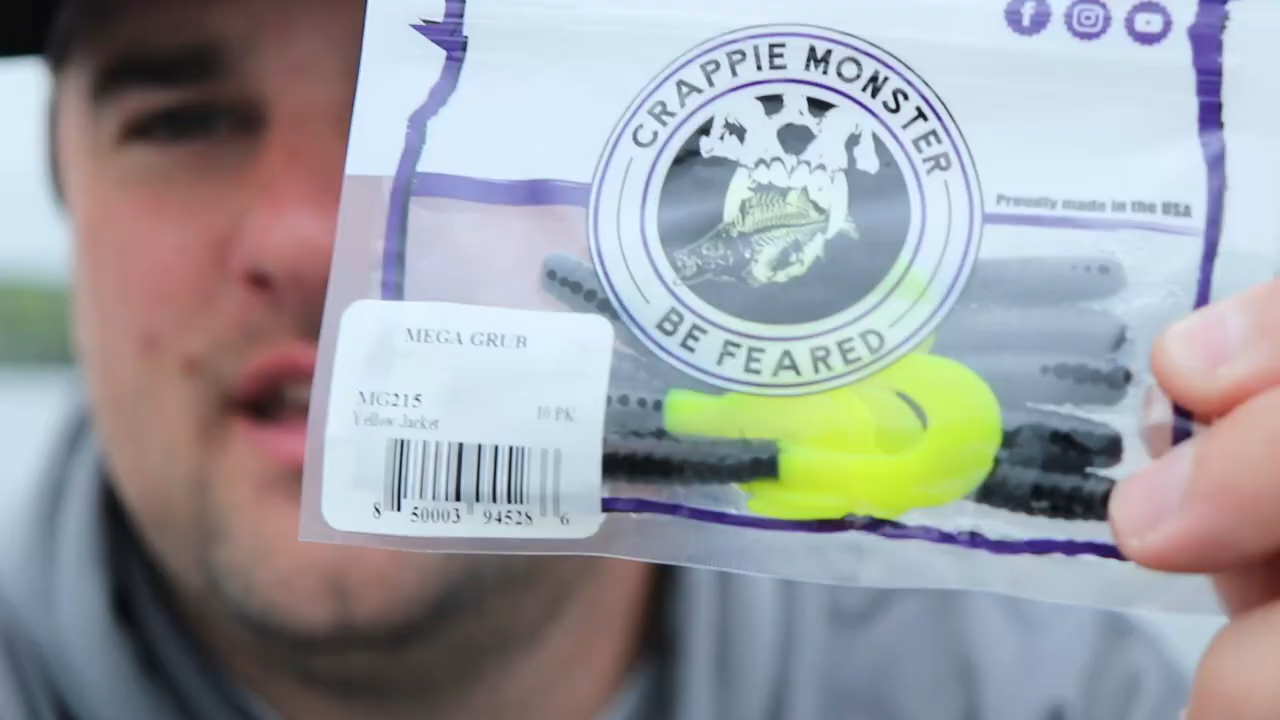 CRAPPIE MONSTER
Proudly made in the USA
BE FEARED
MEGA GRUB
MG215
10 PK
Yellow Jacket
8 50003 94528 6